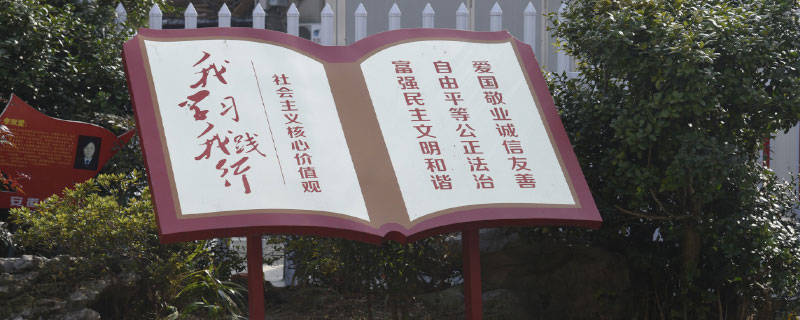 我学习
我践行
社会主义核心价值观
富强民主文明和谐
自由平等公正法治
爱国敬业诚信友善